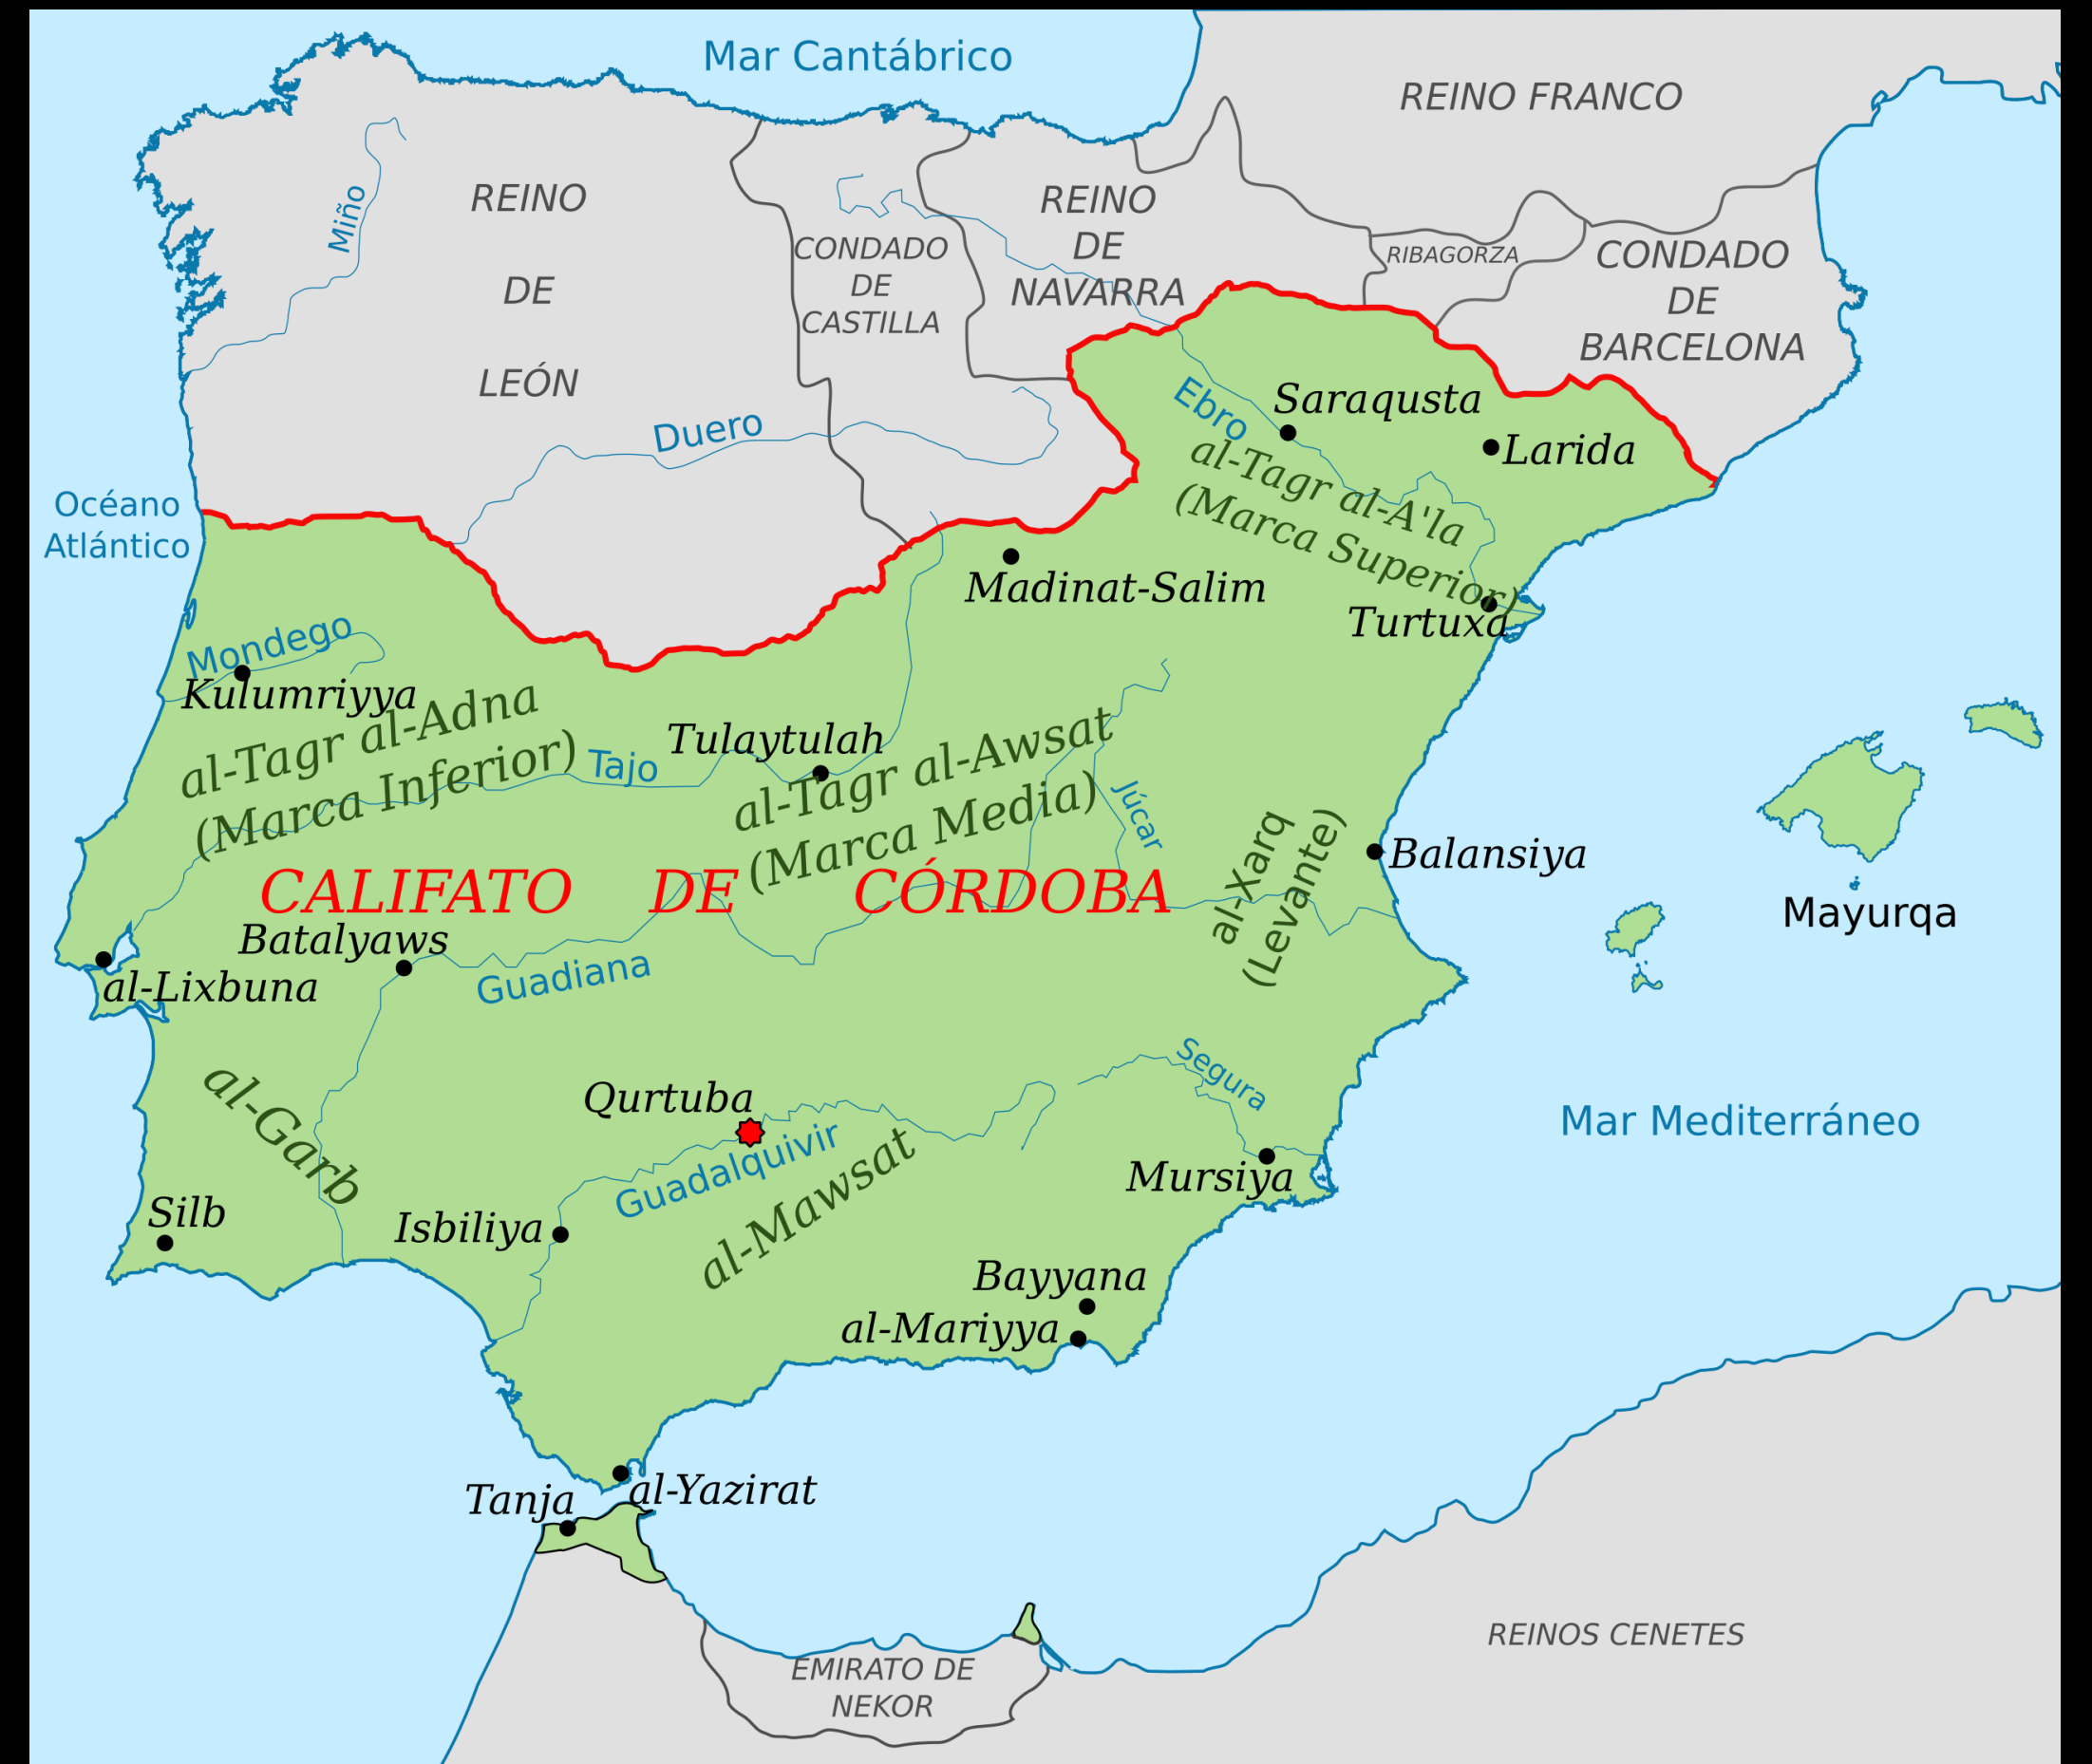 Mar Cantábrico
REINO FRANCO
REINO
DE
LEÓN
Miño
CONDADO
DE
CASTILLA
REINO
DE
NAVARRA
RIBAGORZA
CONDADO
DE
BARCELONA
Duero
Ebro
Saraqusta
Larida
al-Tagr al-A'la
(Marca Superior)
Océano
Atlántico
Madinat-Salim
Turtuxa
Mondego
Kulumriyya
al-Tagr al-Adna
(Marca Inferior)
Tajo
Tulaytulah
al-Tagr al-Awsat
(Marca Media)
Júcar
al-Xarq
(Levante)
Balansiya
Mayurqa
CALIFATO DE CÓRDOBA
Batalyaws
al-Lixbuna
Guadiana
al-Garb
Qurtuba
Guadalquivir
al-Mawsat
Segura
Mursiya
Mar Mediterráneo
Silb
Isbiliya
Bayyana
al-Mariyya
Tanja
al-Yazirat
EMIRATO DE
NEKOR
REINOS CENETES